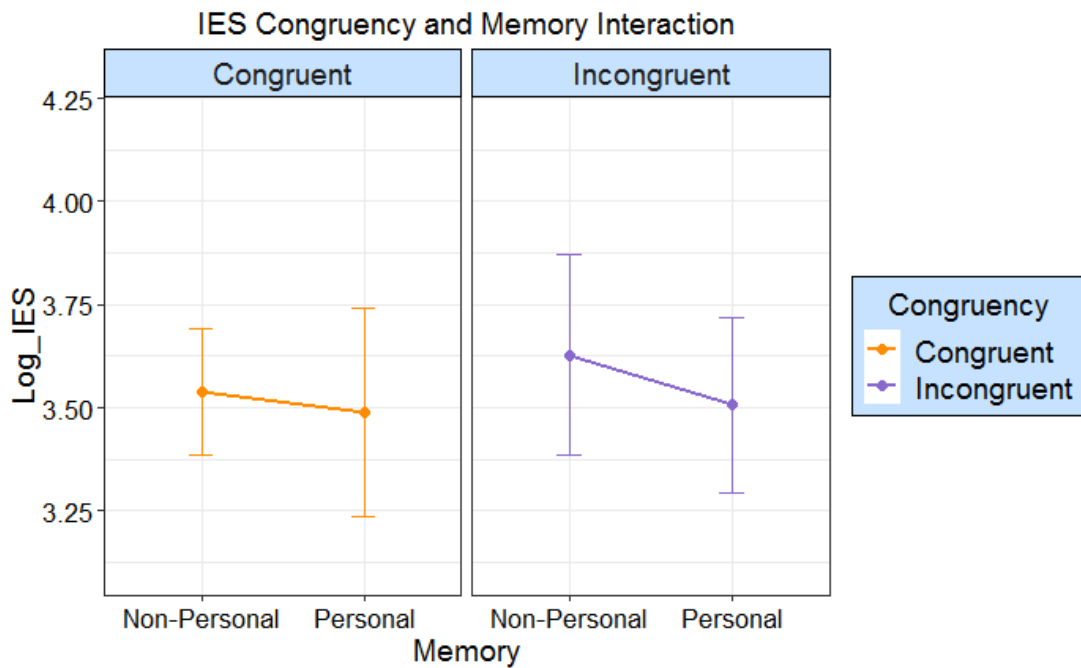 IES Congruency and Memory Interaction
Congruent
Incongruent
4.25
4.00
3.75
3.50
3.25
Log_IES
Non-Personal
Personal
Non-Personal
Personal
Memory
Congruency
Congruent
Incongruent